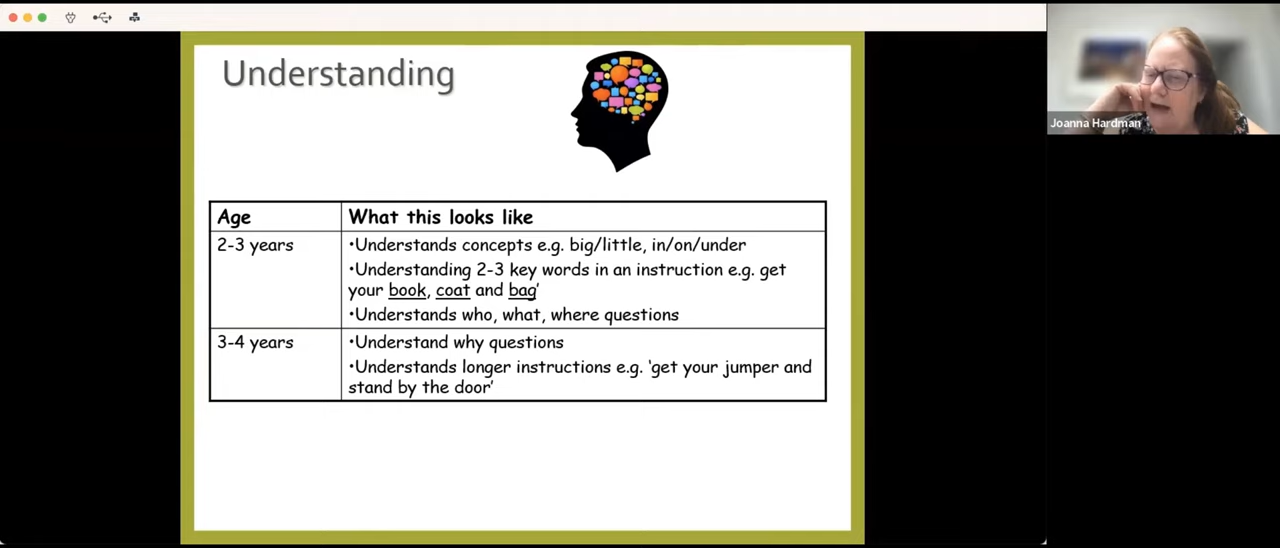 Understanding
Joanna Hardman
Age
What this looks like
2-3 years
•Understands concepts e.g. big/little, in/on/under
•Understanding 2-3 key words in an instruction e.g. get
your book, coat and bag'
•Understands who, what, where questions
3-4 years
•Understand why questions
•Understands longer instructions e.g. ‘get your jumper and
stand by the door’